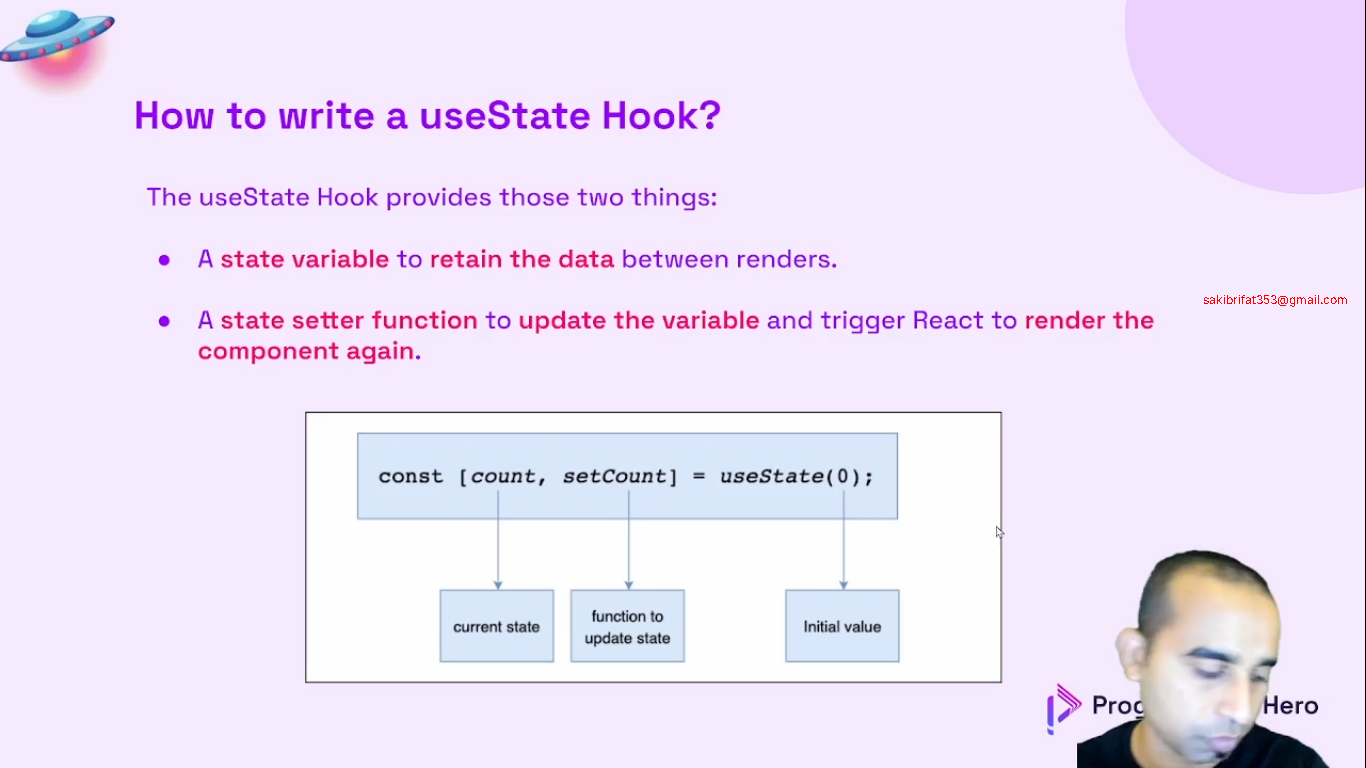 How to write a useState Hook?
The useState Hook provides those two things:
● A state variable to retain the data between renders.
sakibrifat353@gmail.com
● A state setter function to update the variable and trigger React to render the
component again.
const [count, setCount] = useState(0);
current state
function to
update state
Initial value
Hero